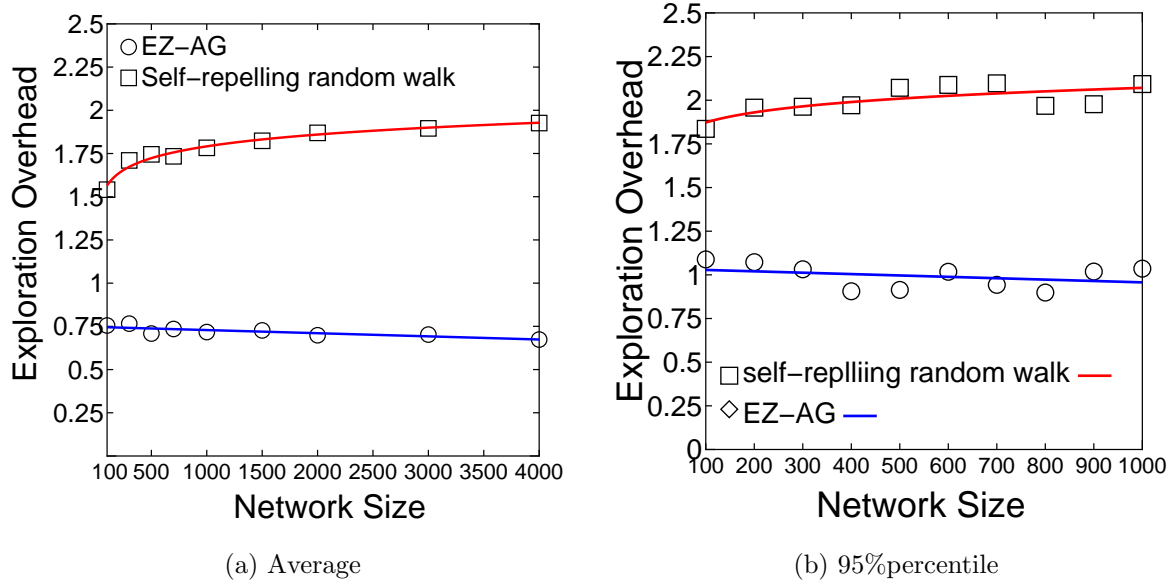 2.5
2.25
2
1.75
1.5
1.25
1
0.75
0.5
0.25
EZ−AG
Self−repelling random walk
Exploration Overhead
100 500 1000 1500 2000 2500 3000 3500 4000
Network Size
(a) Average
2.5
2.25
2
1.75
1.5
1.25
1
0.75
0.5
0.25
0
Exploration Overhead
self−replliing random walk
EZ−AG
100 200 300 400 500 600 700 800 900 1000
Network Size
(b) 95%percentile